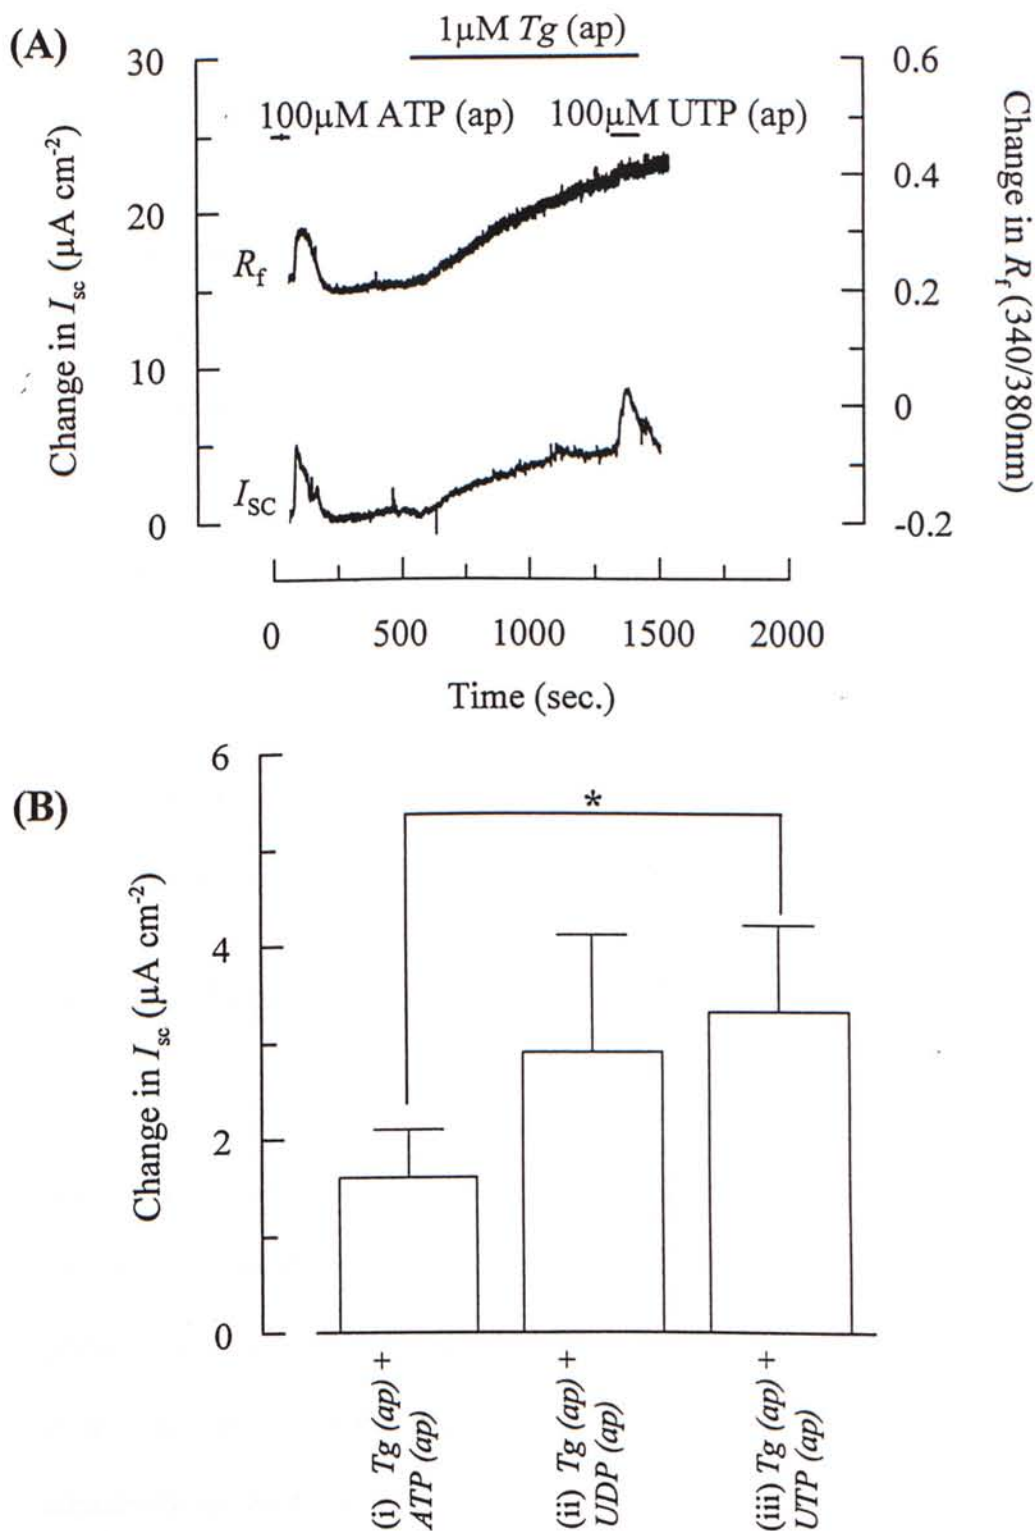 (A)
1μM Tg (ap)
30
0.6
100μM ATP (ap)
100μM UTP (ap)
Change in Isc (μA cm-2)
Change in Rf (340/380nm)
0.4
20
Rf
0.2
10
0
ISC
0
-0.2
0
500
1000
1500
2000
Time (sec.)
(B)
6
*
Change in Isc (μA cm-2)
4
2
0
(i) Tg (ap) +
ATP (ap)
(ii) Tg (ap) +
UDP (ap)
(iii) Tg (ap) +
UTP (ap)